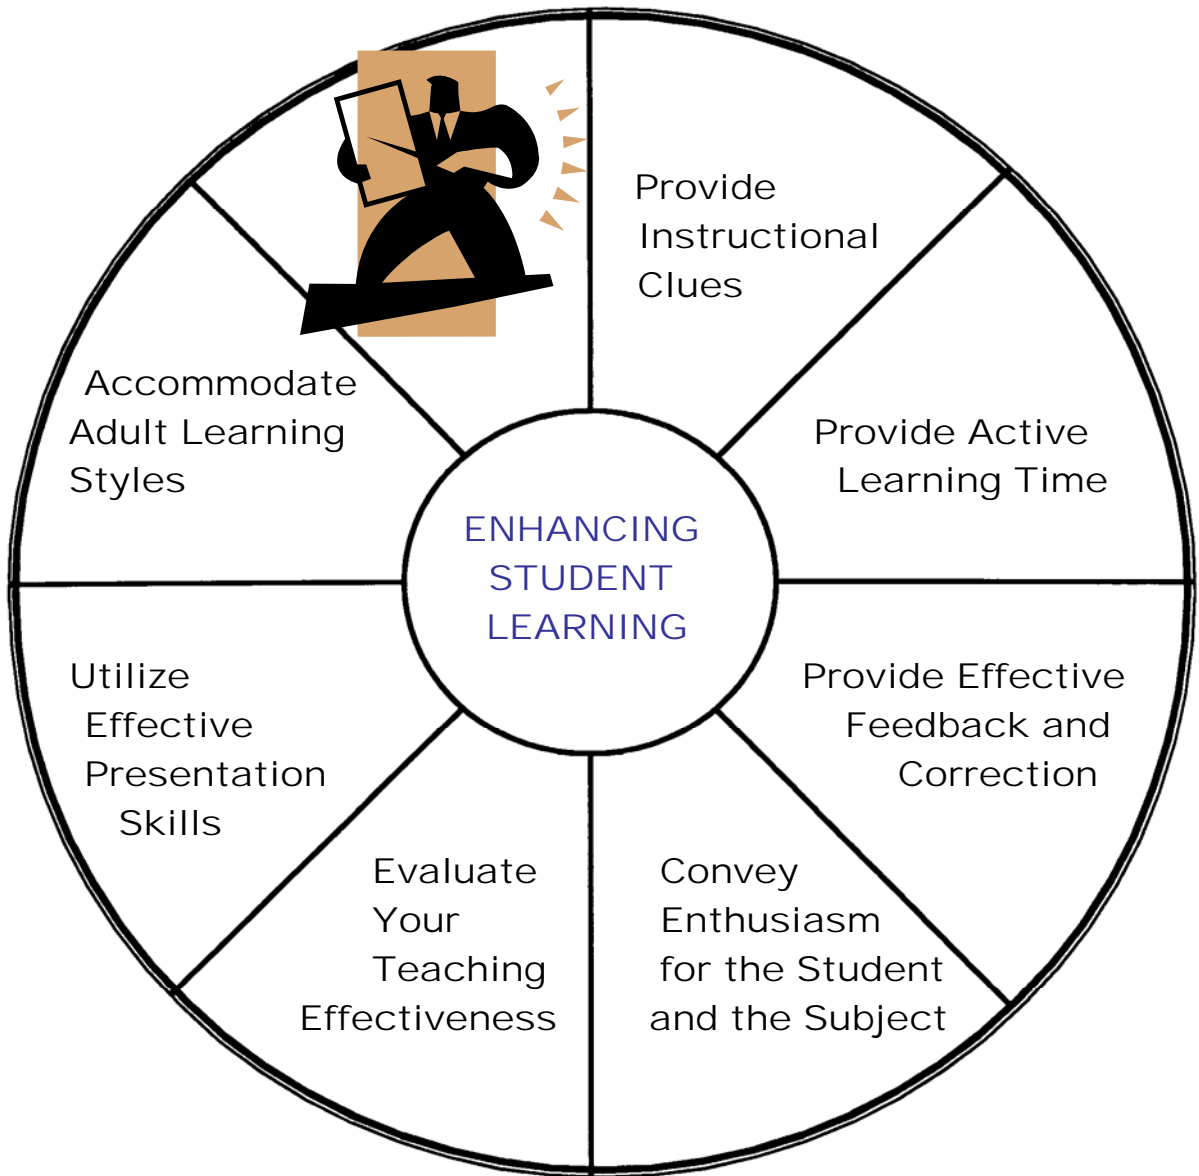 Provide
Instructional
Clues
Provide Active
Learning Time
Provide Effective
Feedback and
Correction
Convey
Enthusiasm
for the Student
and the Subject
Evaluate
Your
Teaching
Effectiveness
Utilize
Effective
Presentation
Skills
Accommodate
Adult Learning
Styles
ENHANCING
STUDENT
LEARNING